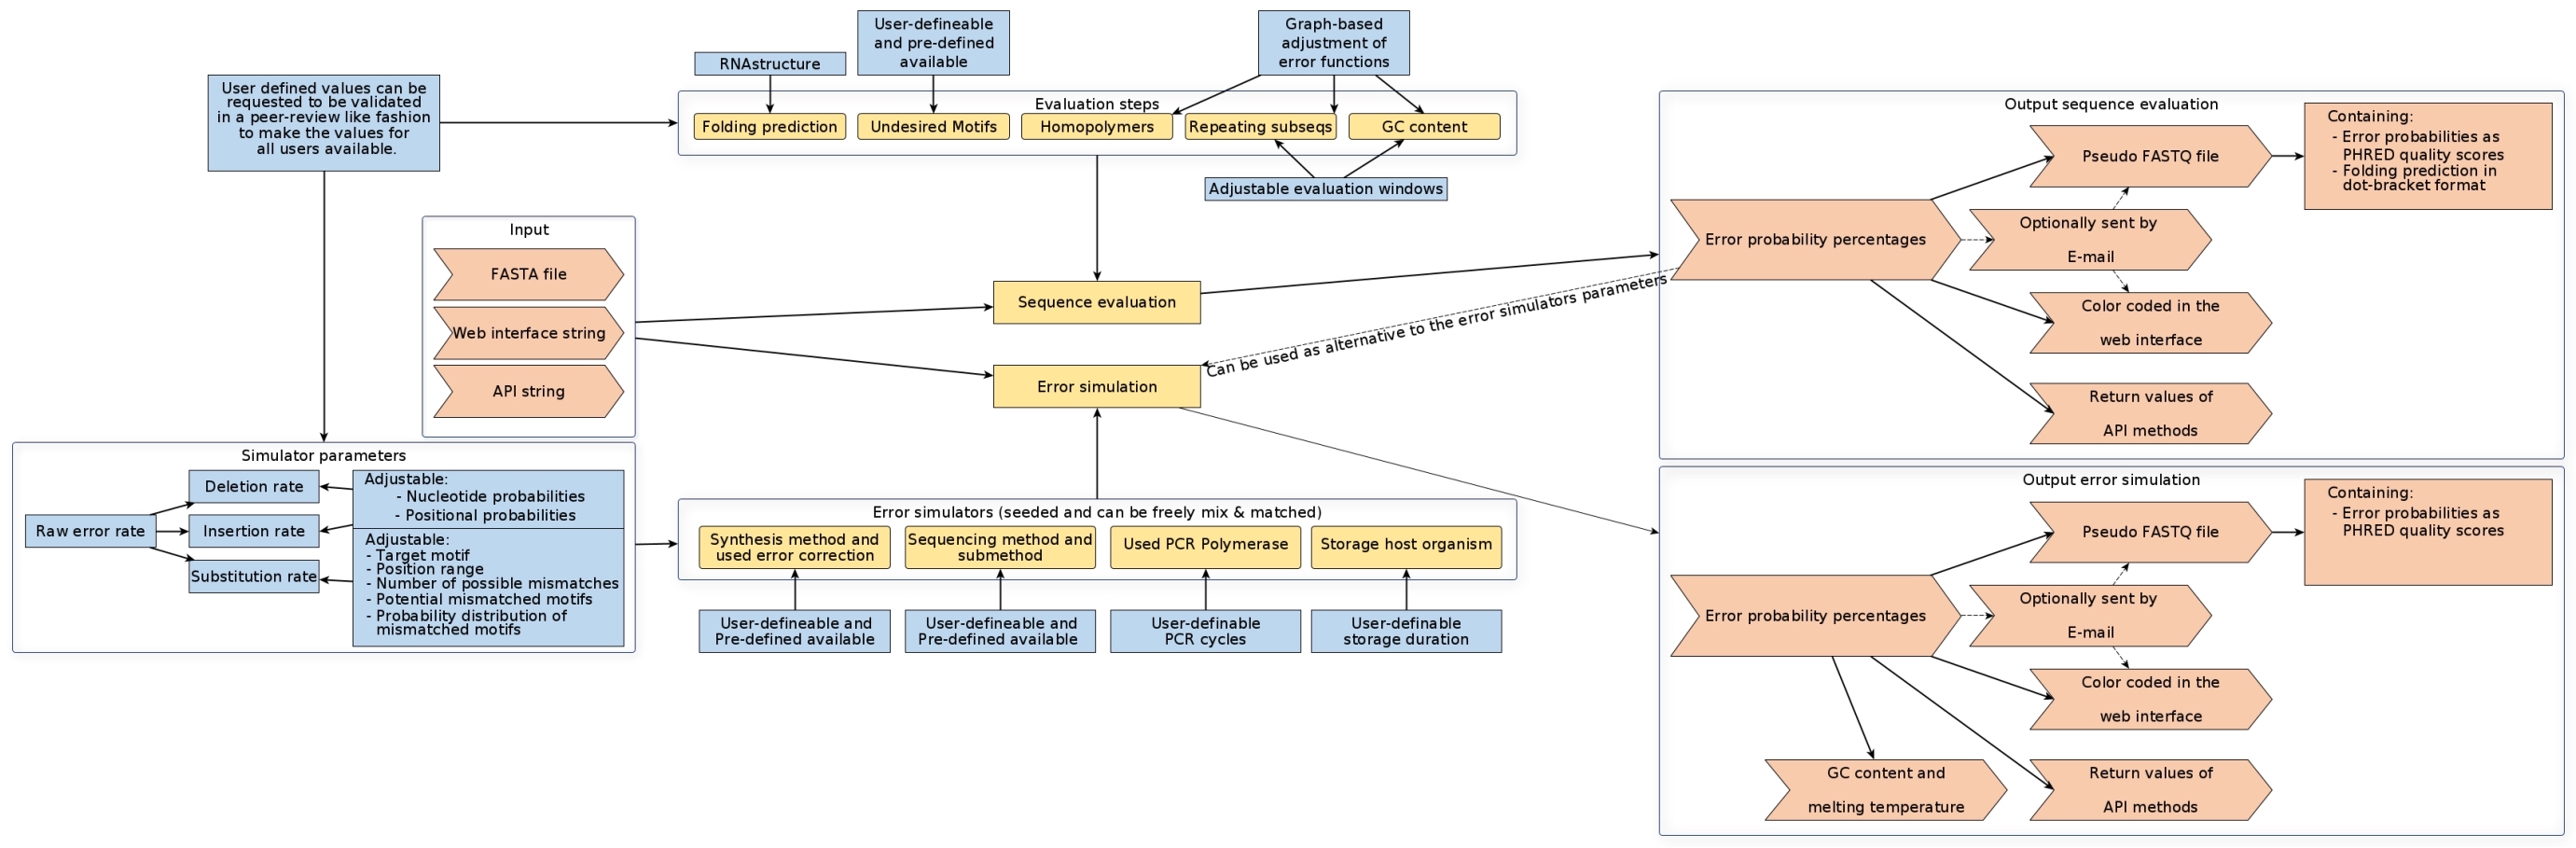 User-defineable
and pre-defined
available
Graph-based
adjustment of
error functions
RNAstructure
User defined values can be
requested to be validated
in a peer-review like fashion
to make the values for
all users available.
Evaluation steps
Folding prediction
Undesired Motifs
Homopolymers
Repeating subseqs
GC content
Adjustable evaluation windows
Input
FASTA file
Web interface string
API string
Sequence evaluation
Error simulation
Can be used as alternative to the error simulators parameters
Output sequence evaluation
Error probability percentages
Pseudo FASTQ file
Containing:
- Error probabilities as
PHRED quality scores
- Folding prediction in
dot-bracket format
Optionally sent by
E-mail
Color coded in the
web interface
Return values of
API methods
Simulator parameters
Raw error rate
Deletion rate
Insertion rate
Substitution rate
Adjustable:
- Nucleotide probabilities
- Positional probabilities
Adjustable:
- Target motif
- Position range
- Number of possible mismatches
- Potential mismatched motifs
- Probability distribution of
mismatched motifs
Error simulators (seeded and can be freely mix & matched)
Synthesis method and
used error correction
Sequencing method and
submethod
Used PCR Polymerase
Storage host organism
User-defineable and
Pre-defined available
User-defineable and
Pre-defined available
User-definable
PCR cycles
User-definable
storage duration
Output error simulation
Error probability percentages
Pseudo FASTQ file
Containing:
- Error probabilities as
PHRED quality scores
Optionally sent by
E-mail
Color coded in the
web interface
GC content and
melting temperature
Return values of
API methods